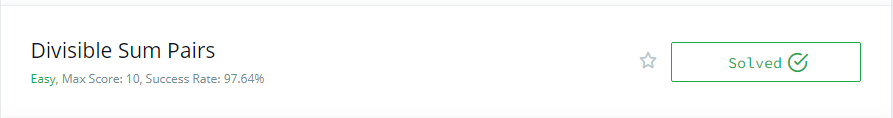 Divisible Sum Pairs
Solved
Easy, Max Score: 10, Success Rate: 97.64%